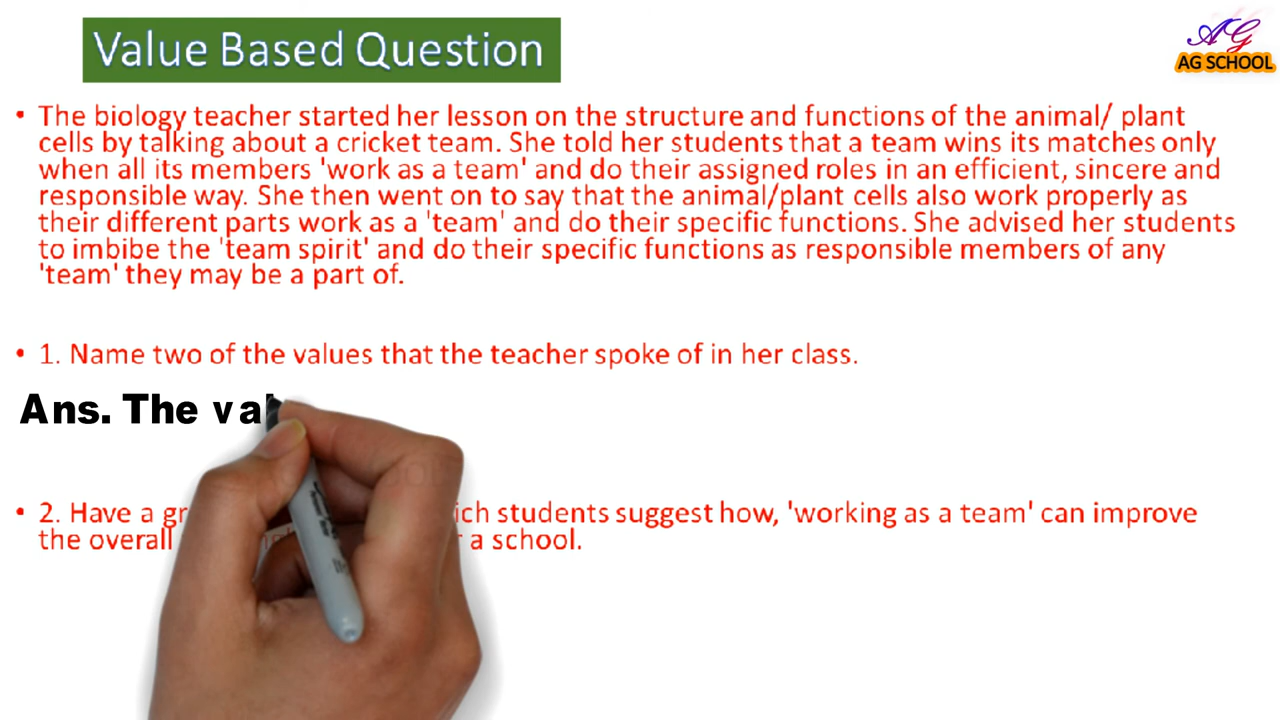 Value Based Question
AG
AG SCHOOL
• The biology teacher started her lesson on the structure and functions of the animal/ plant
cells by talking about a cricket team. She told her students that a team wins its matches only
when all its members 'work as a team' and do their assigned roles in an efficient, sincere and
responsible way. She then went on to say that the animal/plant cells also work properly as
their different parts work as a 'team' and do their specific functions. She advised her students
to imbibe the 'team spirit' and do their specific functions as responsible members of any
'team' they may be a part of.
• 1. Name two of the values that the teacher spoke of in her class.
Ans. The va
• 2. Have a students suggest how, 'working as a team' can improve
the overall a school.